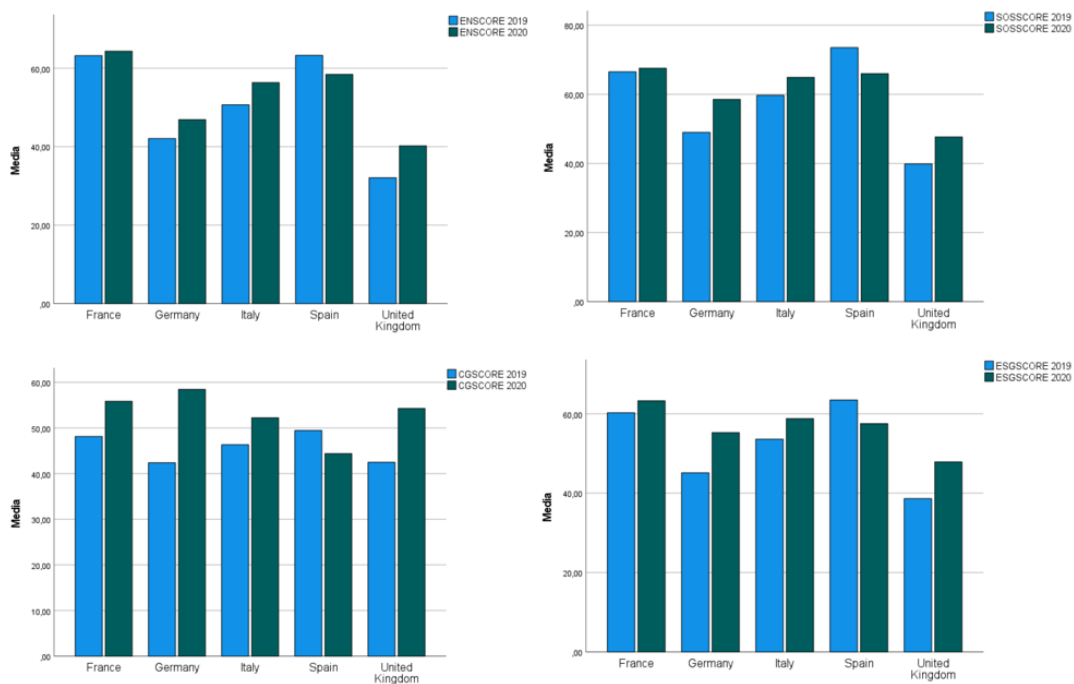 ENSCORE 2019
ENSCORE 2020
60,00
40,00
20,00
,00
Media
France
Germany
Italy
Spain
United
Kingdom
SOSSCORE 2019
SOSSCORE 2020
80,00
60,00
40,00
20,00
,00
Media
France
Germany
Italy
Spain
United
Kingdom
CGSCORE 2019
CGSCORE 2020
60,00
50,00
40,00
30,00
20,00
10,00
,00
Media
France
Germany
Italy
Spain
United
Kingdom
ESGSCORE 2019
ESGSCORE 2020
60,00
40,00
20,00
,00
Media
France
Germany
Italy
Spain
United
Kingdom